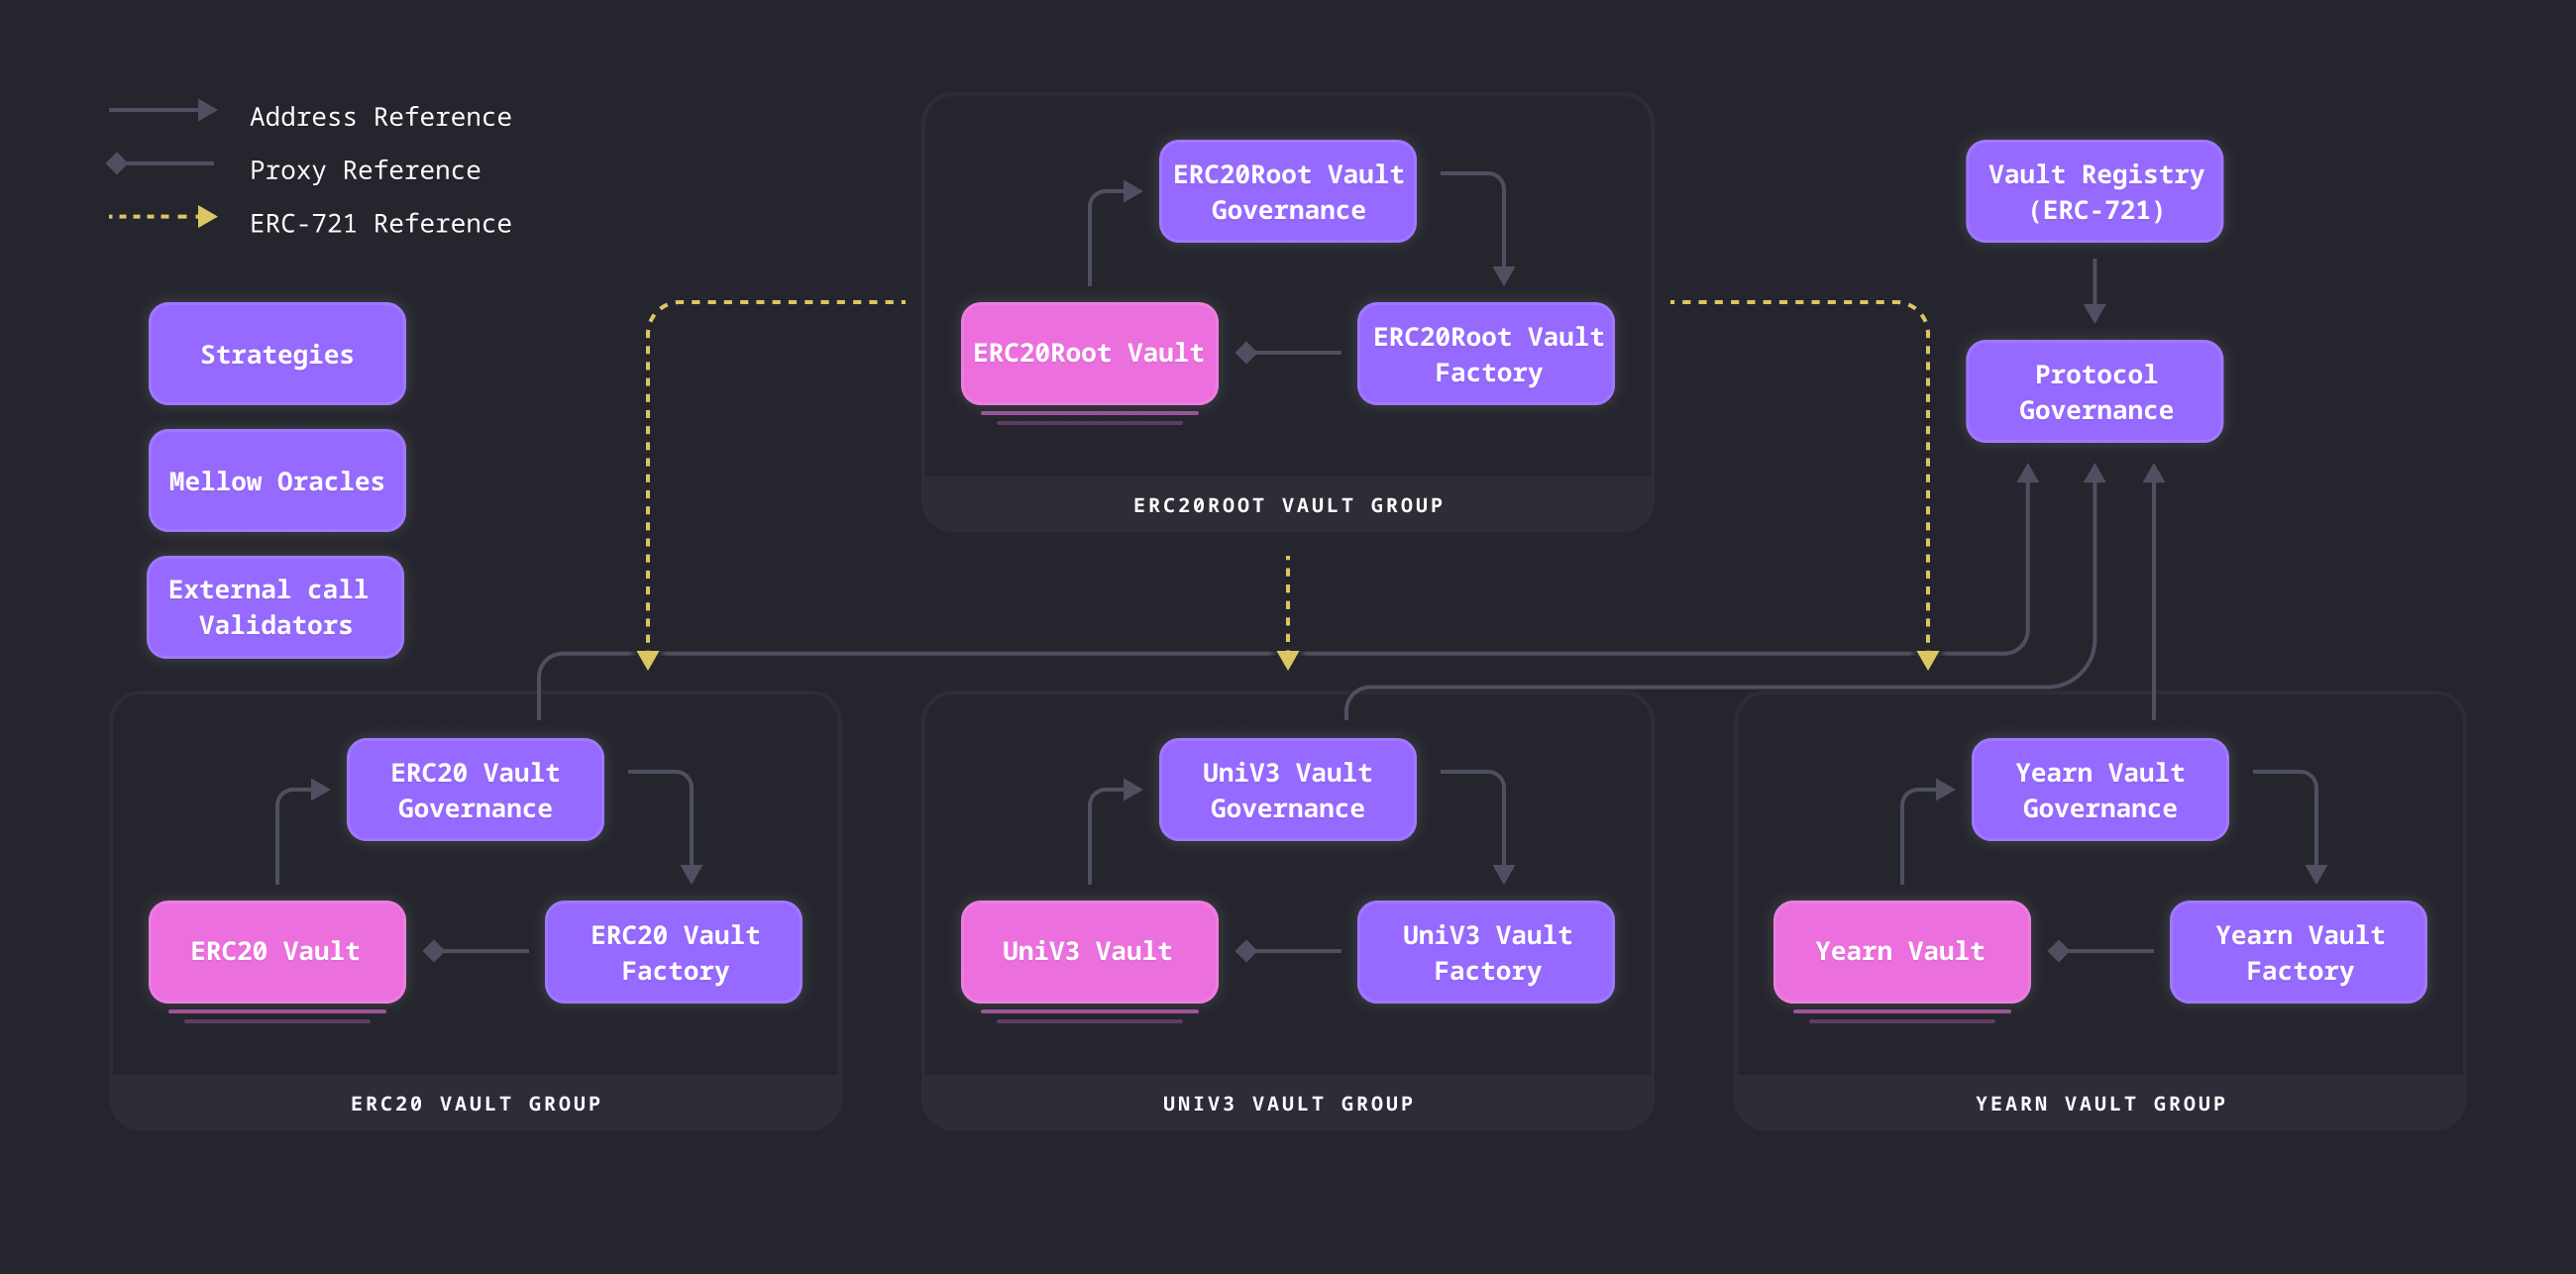 Address Reference
Proxy Reference
ERC-721 Reference
Strategies
Mellow Oracles
External call
Validators
ERC20Root Vault
Governance
ERC20Root Vault
ERC20Root Vault
Factory
ERC20ROOT VAULT GROUP
Vault Registry
(ERC-721)
Protocol
Governance
ERC20 Vault
Governance
ERC20 Vault
ERC20 Vault
Factory
ERC20 VAULT GROUP
UniV3 Vault
Governance
UniV3 Vault
UniV3 Vault
Factory
UNIV3 VAULT GROUP
Yearn Vault
Governance
Yearn Vault
Yearn Vault
Factory
YEARN VAULT GROUP